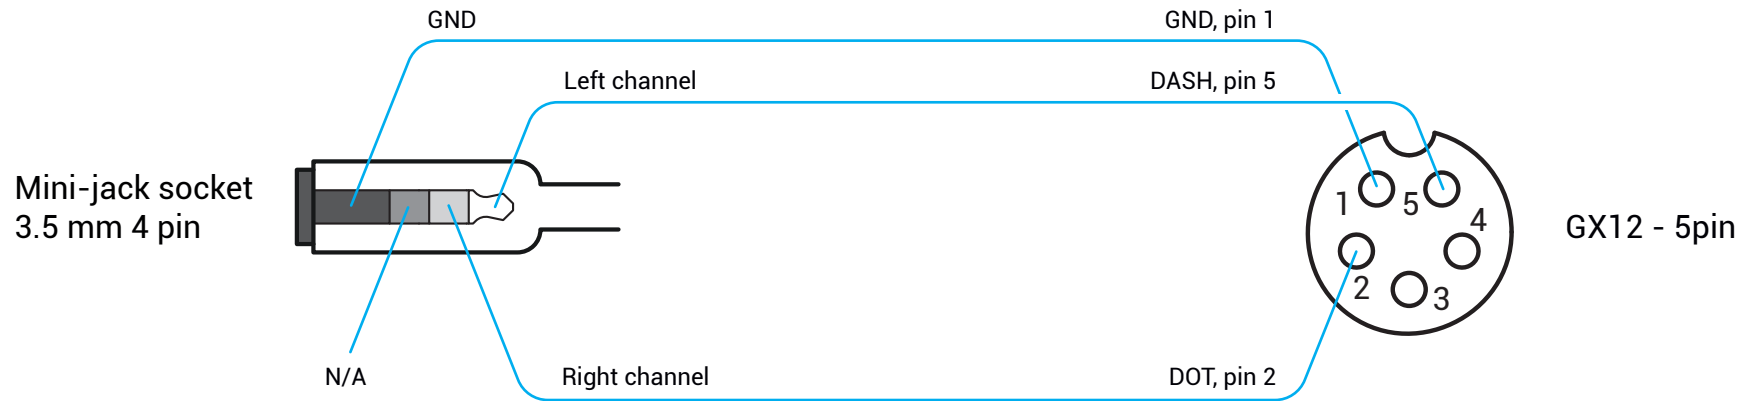 GND
GND, pin 1
Left channel
DASH, pin 5
Mini-jack socket
3.5 mm 4 pin
1
5
4
2
3
GX12 - 5pin
N/A
Right channel
DOT, pin 2